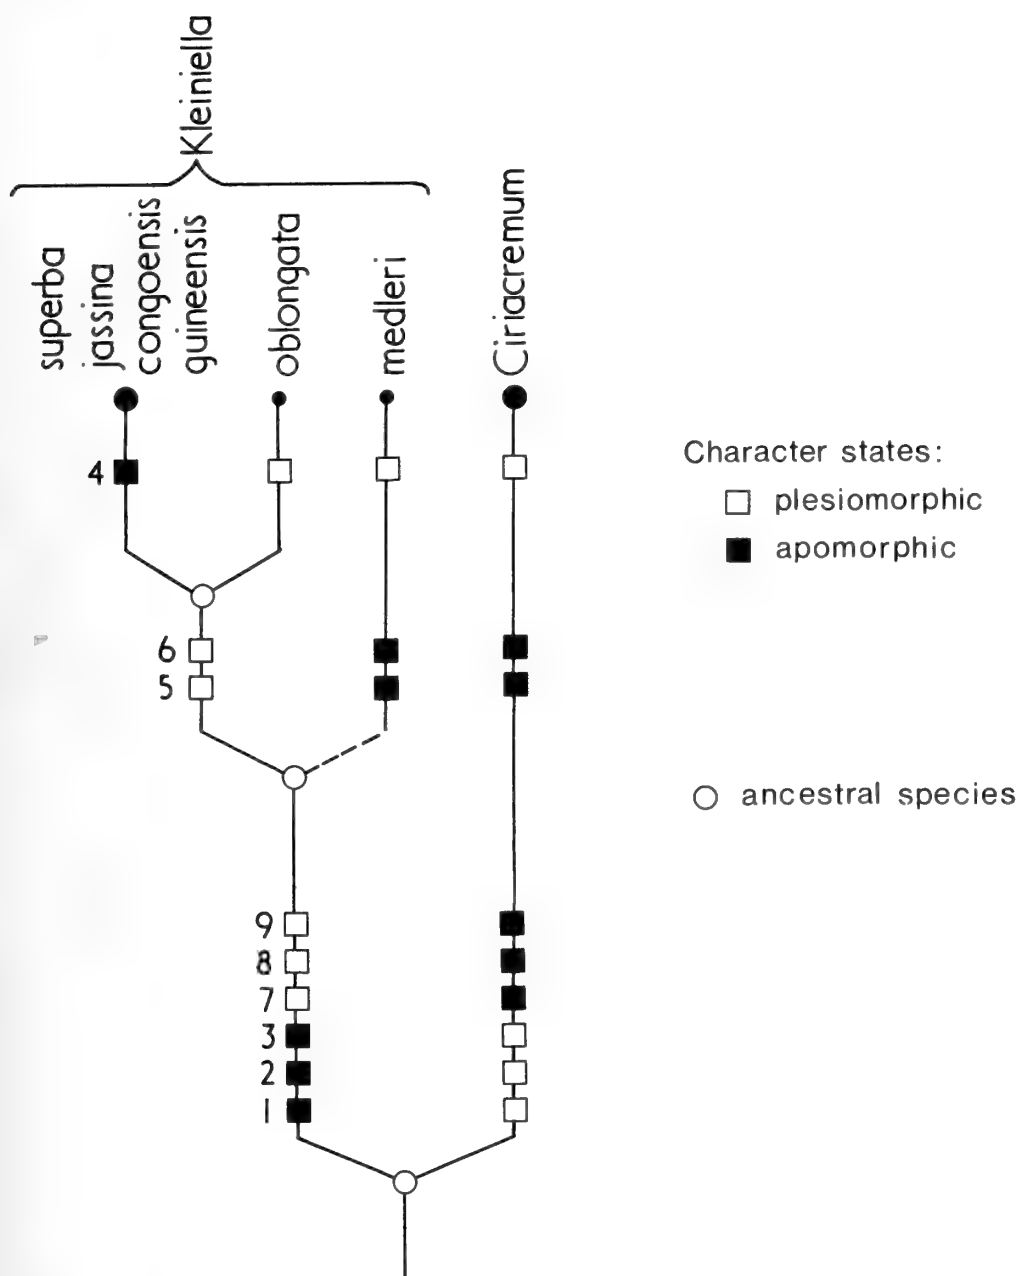 Kleiniella
superba
jassina
congoensis
guineensis
oblongata
medleri
Ciriacremum
4
Character states:
plesiomorphic
apomorphic
6
5
ancestral species
9
8
7
3
2
1